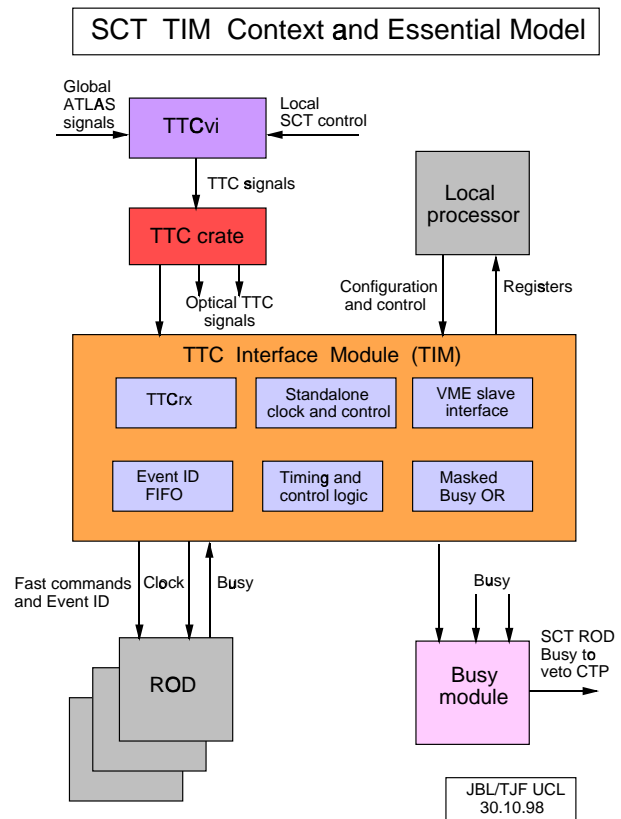 SCT TIM Context and Essential Model
Global
ATLAS
signals
TTCvi
Local
SCT control
TTC signals
Local
processor
TTC crate
Optical TTC
signals
Configuration
and control
Registers
TTC Interface Module (TIM)
TTCrx
Standalone
clock and control
VME slave
interface
Event ID
FIFO
Timing and
control logic
Masked
Busy OR
Fast commands
and Event ID
Clock
Busy
Busy
ROD
Busy
module
SCT ROD
Busy to
veto CTP
JBL/TJF UCL
30.10.98